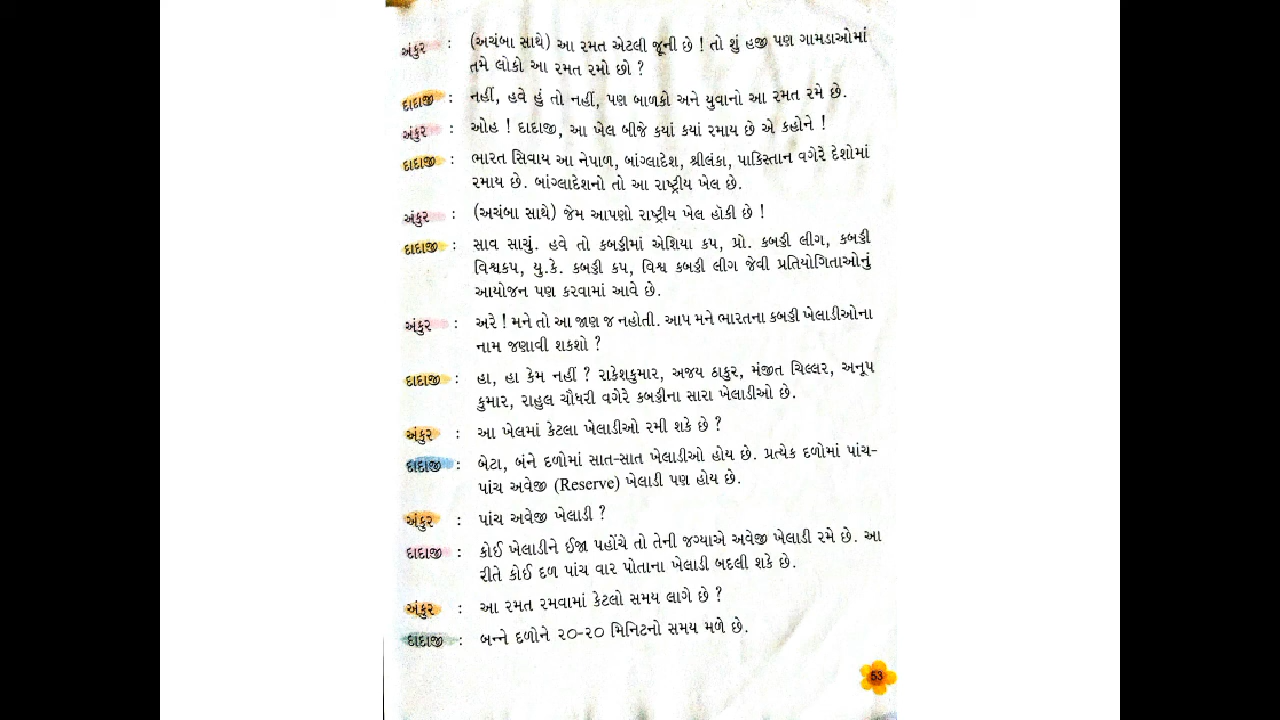 અંકુર : (અચંબા સાથે) આ રમત એટલી જૂની છે ! તો શું હજી પણ ગામડાઓમાં
તમે લોકો આ રમત રમો છો ?
દાદાજી : નહીં, હવે હું તો નહીં, પણ બાળકો અને યુવાનો આ રમત રમે છે.
અંકુર : ઓહ ! દાદાજી, આ ખેલ બીજે કયાં કયાં રમાય છે એ કહોને !
દાદાજી : ભારત સિવાય આ નેપાળ, બાંગ્લાદેશ, શ્રીલંકા, પાકિસ્તાન વગેરે દેશોમાં
રમાય છે. બાંગ્લાદેશનો તો આ રાષ્ટ્રીય ખેલ છે.
અંકુર : (અચંબા સાથે) જેમ આપણો રાષ્ટ્રીય ખેલ હૉકી છે !
દાદાજી : સાવ સાચું. હવે તો કબડ્ડીમાં એશિયા કપ, પ્રો. કબડ્ડી લીગ, કબડ્ડી
વિશ્વકપ, યુ.કે. કબડ્ડી કપ, વિશ્વ કબડ્ડી લીગ જેવી પ્રતિયોગિતાઓનું
આયોજન પણ કરવામાં આવે છે.
અંકુર : અરે ! મને તો આ જાણ જ નહોતી. આપ મને ભારતના કબડ્ડી ખેલાડીઓના
નામ જણાવી શકશો ?
દાદાજી : હા, હા કેમ નહીં ? રાકેશકુમાર, અજય ઠાકુર, મંજીત ચિલ્લર, અનૂપ
કુમાર, રાહુલ ચૌધરી વગેરે કબડ્ડીના સારા ખેલાડીઓ છે.
અંકુર : આ ખેલમાં કેટલા ખેલાડીઓ રમી શકે છે ?
દાદાજી : બેટા, બંને દળોમાં સાત-સાત ખેલાડીઓ હોય છે. પ્રત્યેક દળોમાં પાંચ-
પાંચ અવેજી (Reserve) ખેલાડી પણ હોય છે.
અંકુર : પાંચ અવેજી ખેલાડી ?
દાદાજી : કોઈ ખેલાડીને ઈજા પહોંચે તો તેની જગ્યાએ અવેજી ખેલાડી રમે છે. આ
રીતે કોઈ દળ પાંચ વાર પોતાના ખેલાડી બદલી શકે છે.
અંકુર : આ રમત રમવામાં કેટલો સમય લાગે છે ?
દાદાજી : બન્ને દળોને ૨૦-૨૦ મિનિટનો સમય મળે છે.
53